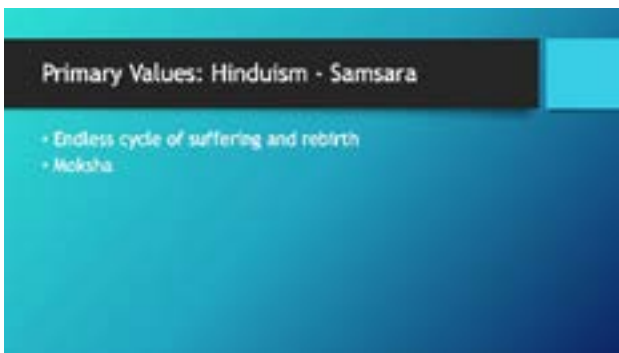 Primary Values: Hinduism - Samsara
• Endless cycle of suffering and rebirth
• Moksha